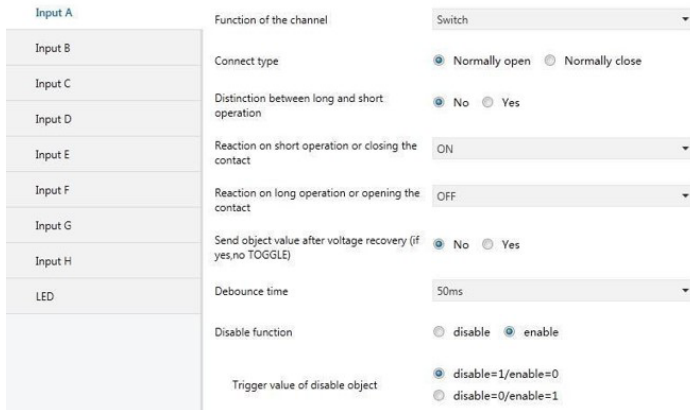 Input A
Input B
Input C
Input D
Input E
Input F
Input G
Input H
LED
Function of the channel
Switch
Connect type
Normally open Normally close
Distinction between long and short
operation
No Yes
Reaction on short operation or closing the
contact
ON
Reaction on long operation or opening the
contact
OFF
Send object value after voltage recovery (if
yes,no TOGGLE)
No Yes
Debounce time
50ms
Disable function
disable enable
Trigger value of disable object
disable=1/enable=0
disable=0/enable=1